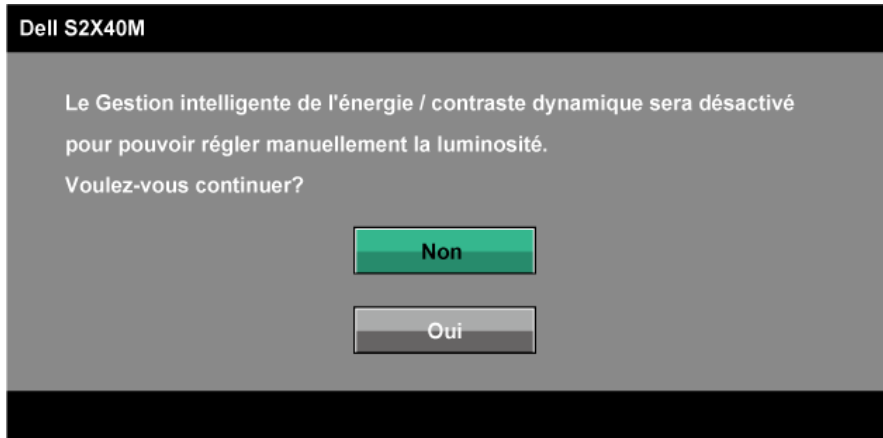 Dell S2X40M
Le Gestion intelligente de l'énergie / contraste dynamique sera désactivé
pour pouvoir régler manuellement la luminosité.
Voulez-vous continuer?
Non
Oui